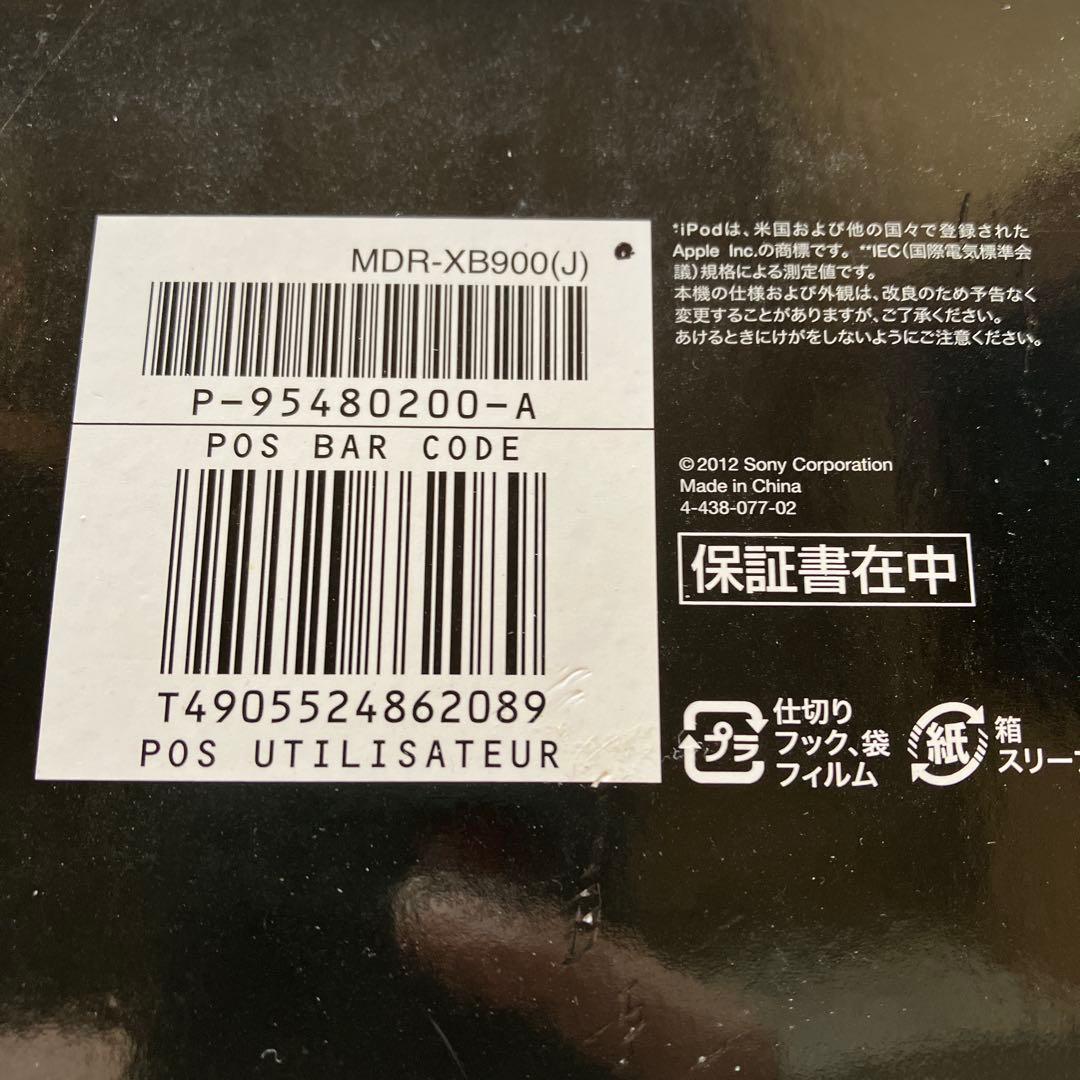 MDR-XB900(J)
P-95480200-A
POS BAR CODE
T4905524862089
POS UTILISATEUR
*iPodは、米国および他の国々で登録された
Apple Inc.の商標です。 **IEC(国際電気標準会
議)規格による測定値です。
本機の仕様および外観は、改良のため予告なく
変更することがありますが、ご了承ください。
あけるときにけがをしないようにご注意ください。
©2012 Sony Corporation
Made in China
4-438-077-02
保証書在中
プラ
仕切り
フック、袋
フィルム
紙
箱
スリー